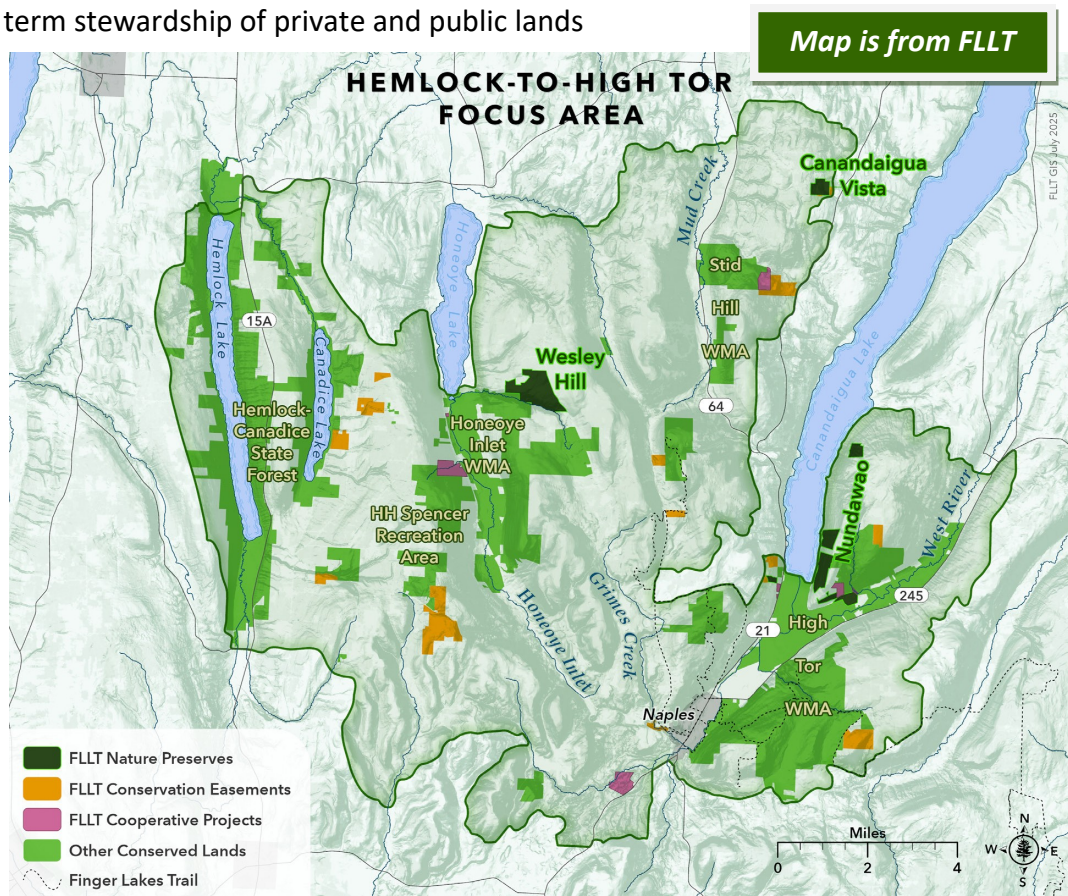 term stewardship of private and public lands
Map is from FLLT
HEMLOCK-TO-HIGH TOR
FOCUS AREA
FLLT GIS July 2025
Canandaigua
Vista
Mud Creek
Hemlock Lake
Honeoye Lake
Stid
Hill
WMA
15A
Canadice Lake
Wesley
Hill
64
Canandaigua Lake
Hemlock-
Canadice
State
Forest
Honeoye
Inlet
WMA
Nundawao
West River
HH Spencer
Recreation
Area
Honeoye Inlet
Grimes Creek
245
21
High
Tor
WMA
Naples
FLLT Nature Preserves
FLLT Conservation Easements
FLLT Cooperative Projects
Other Conserved Lands
Finger Lakes Trail
Miles
0 2 4
N
W E
S